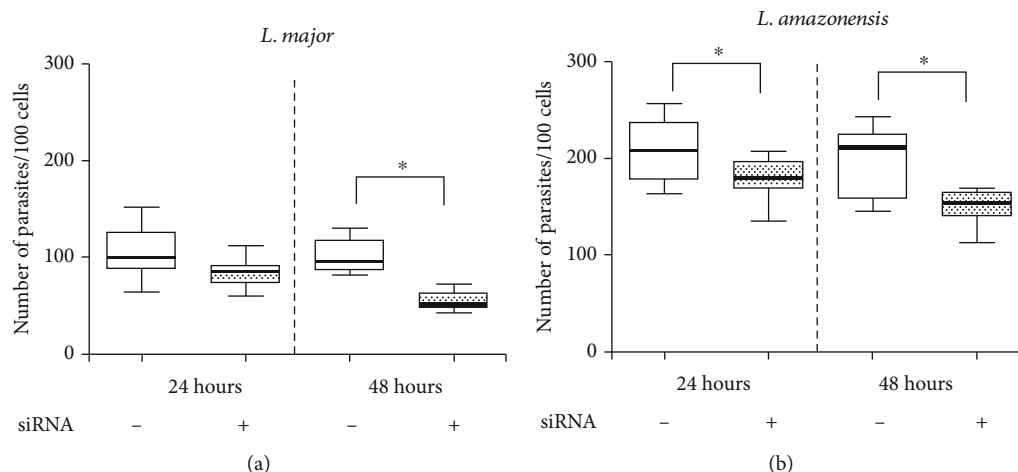 L. major
Number of parasites/100 cells
300
200
100
0
*
24 hours
48 hours
siRNA
–
+
–
+
(a)
L. amazonensis
Number of parasites/100 cells
300
200
100
0
*
*
24 hours
48 hours
–
+
–
+
(b)